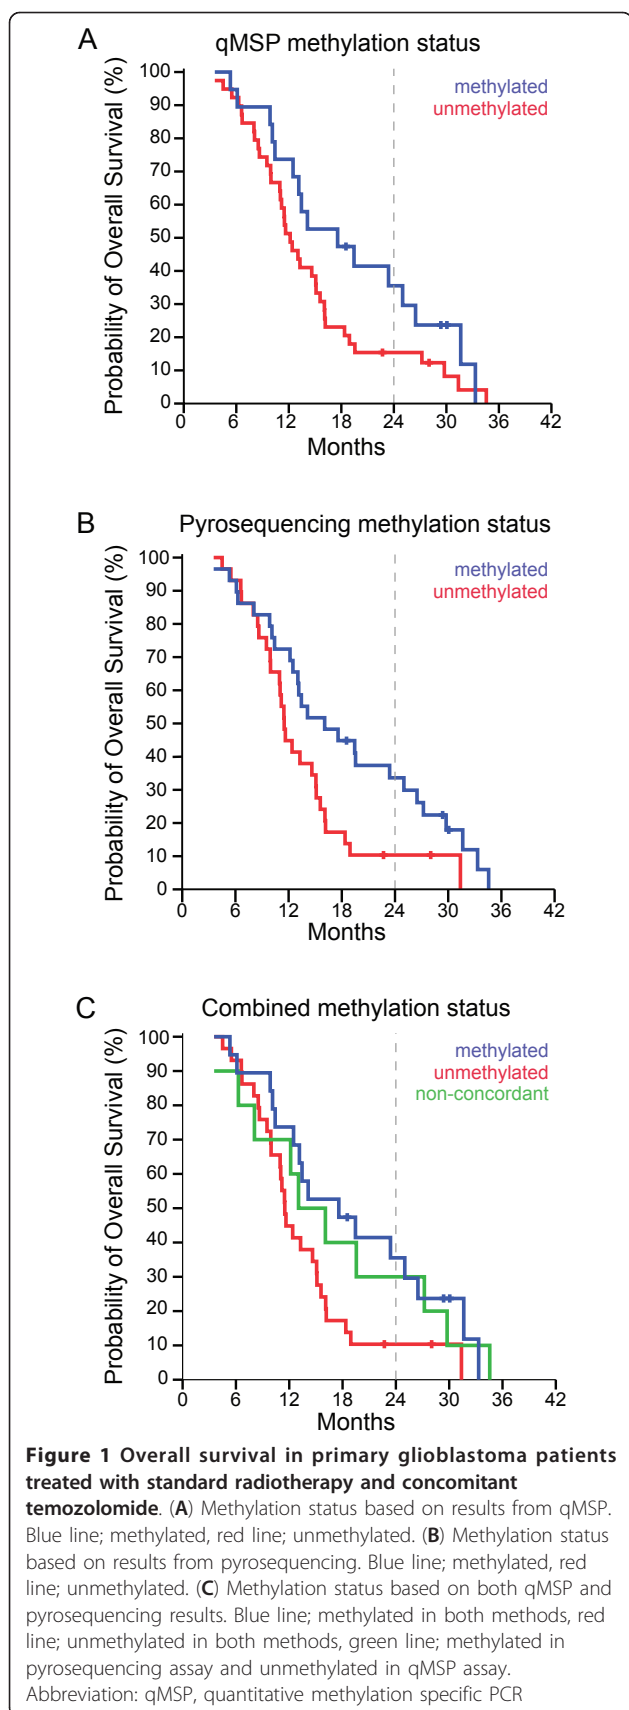 A
qMSP methylation status
methylated
unmethylated
Probability of Overall Survival (%)
100
90
80
70
60
50
40
30
20
10
0
0 6 12 18 24 30 36 42
Months
B
Pyrosequencing methylation status
methylated
unmethylated
Probability of Overall Survival (%)
100
90
80
70
60
50
40
30
20
10
0
0 6 12 18 24 30 36 42
Months
C
Combined methylation status
methylated
unmethylated
non-concordant
Probability of Overall Survival (%)
100
90
80
70
60
50
40
30
20
10
0
0 6 12 18 24 30 36 42
Months
Figure 1 Overall survival in primary glioblastoma patients
treated with standard radiotherapy and concomitant
temozolomide. (A) Methylation status based on results from qMSP.
Blue line; methylated, red line; unmethylated. (B) Methylation status
based on results from pyrosequencing. Blue line; methylated, red
line; unmethylated. (C) Methylation status based on both qMSP and
pyrosequencing results. Blue line; methylated in both methods, red
line; unmethylated in both methods, green line; methylated in
pyrosequencing assay and unmethylated in qMSP assay.
Abbreviation: qMSP, quantitative methylation specific PCR